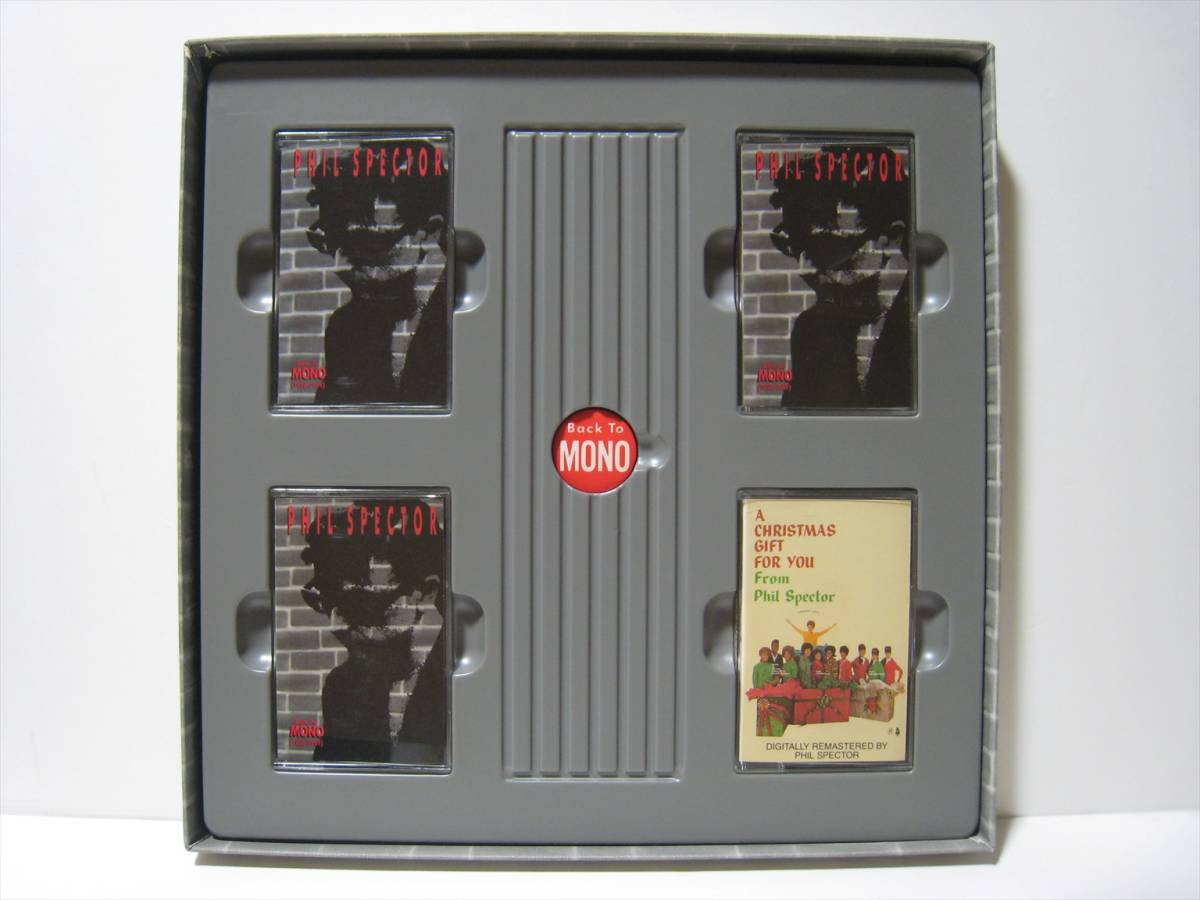 PHIL SPECTOR
MONO
PHIL SPECTOR
MONO
Back To
MONO
PHIL SPECTOR
MONO
A
CHRISTMAS
GIFT
FOR YOU
From
Phil Spector
DIGITALLY REMASTERED BY
PHIL SPECTOR